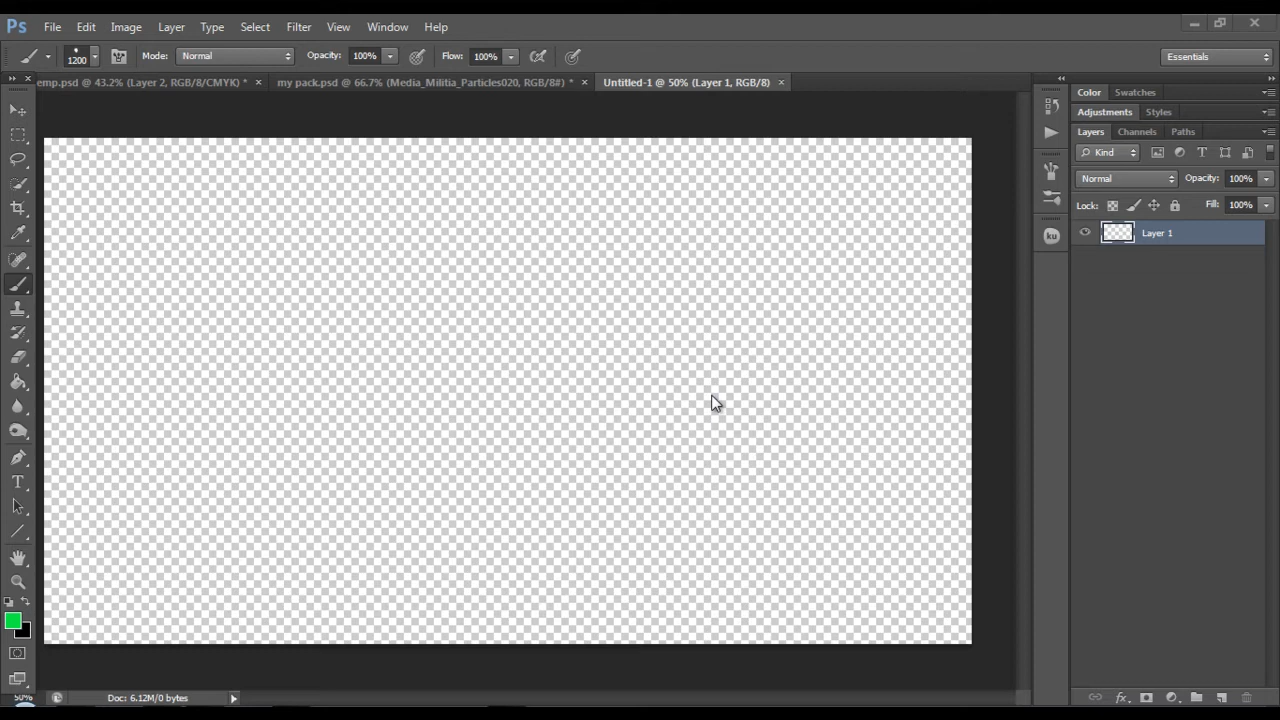 Ps File Edit Image Layer Type Select Filter View Window Help
1200 Mode: Normal Opacity: 100% Flow: 100% Essentials
emp.psd @ 43.2% (Layer 2, RGB/8/CMYK) * × my pack.psd @ 66.7% (Media_Militia_Particles020, RGB/8#) * × Untitled-1 @ 50% (Layer 1, RGB/8) ×
Color Swatches
Adjustments Styles
Layers Channels Paths
Kind
Normal Opacity: 100%
Lock: Fill: 100%
ku
Layer 1
50% Doc: 6.12M/0 bytes
fx